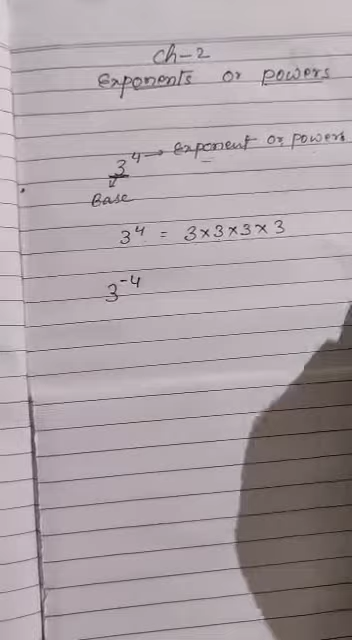 Ch-2
Exponents or powers
3⁴ → Exponent or powers
Base
3⁴ = 3×3×3×3
3⁻⁴